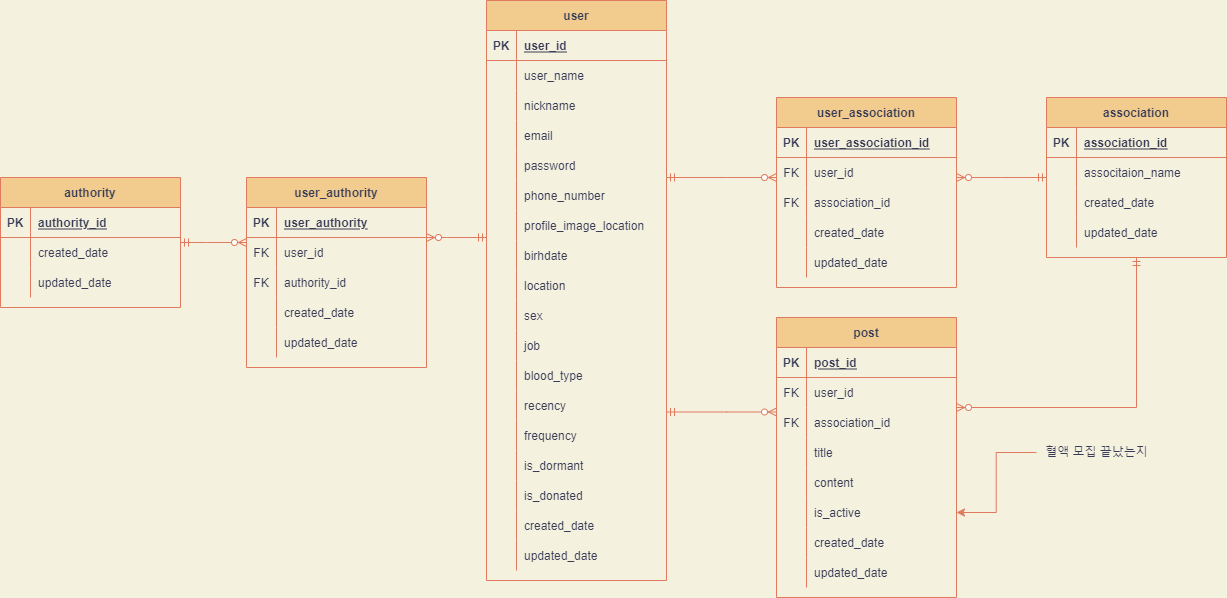 authority
PK authority_id
created_date
updated_date
user_authority
PK user_authority
FK user_id
FK authority_id
created_date
updated_date
user
PK user_id
user_name
nickname
email
password
phone_number
profile_image_location
birhdate
location
sex
job
blood_type
recency
frequency
is_dormant
is_donated
created_date
updated_date
user_association
PK user_association_id
FK user_id
FK association_id
created_date
updated_date
association
PK association_id
associtaion_name
created_date
updated_date
post
PK post_id
FK user_id
FK association_id
title
content
is_active
created_date
updated_date
혈액 모집 끝났는지